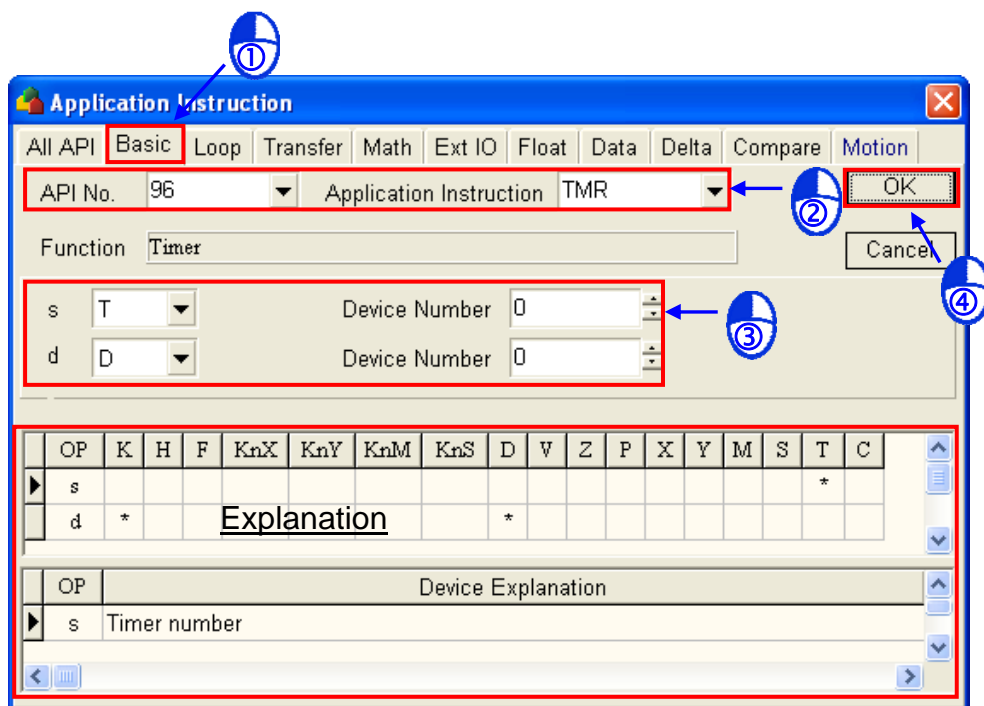 ①
Application Instruction
All API Basic Loop Transfer Math Ext IO Float Data Delta Compare Motion
API No. 96 Application Instruction TMR OK
②
Function Timer Cancel
④
s T Device Number 0
③
d D Device Number 0
OP K H F KnX KnY KnM KnS D V Z P X Y M S T C
s *
d * Explanation *
OP Device Explanation
s Timer number